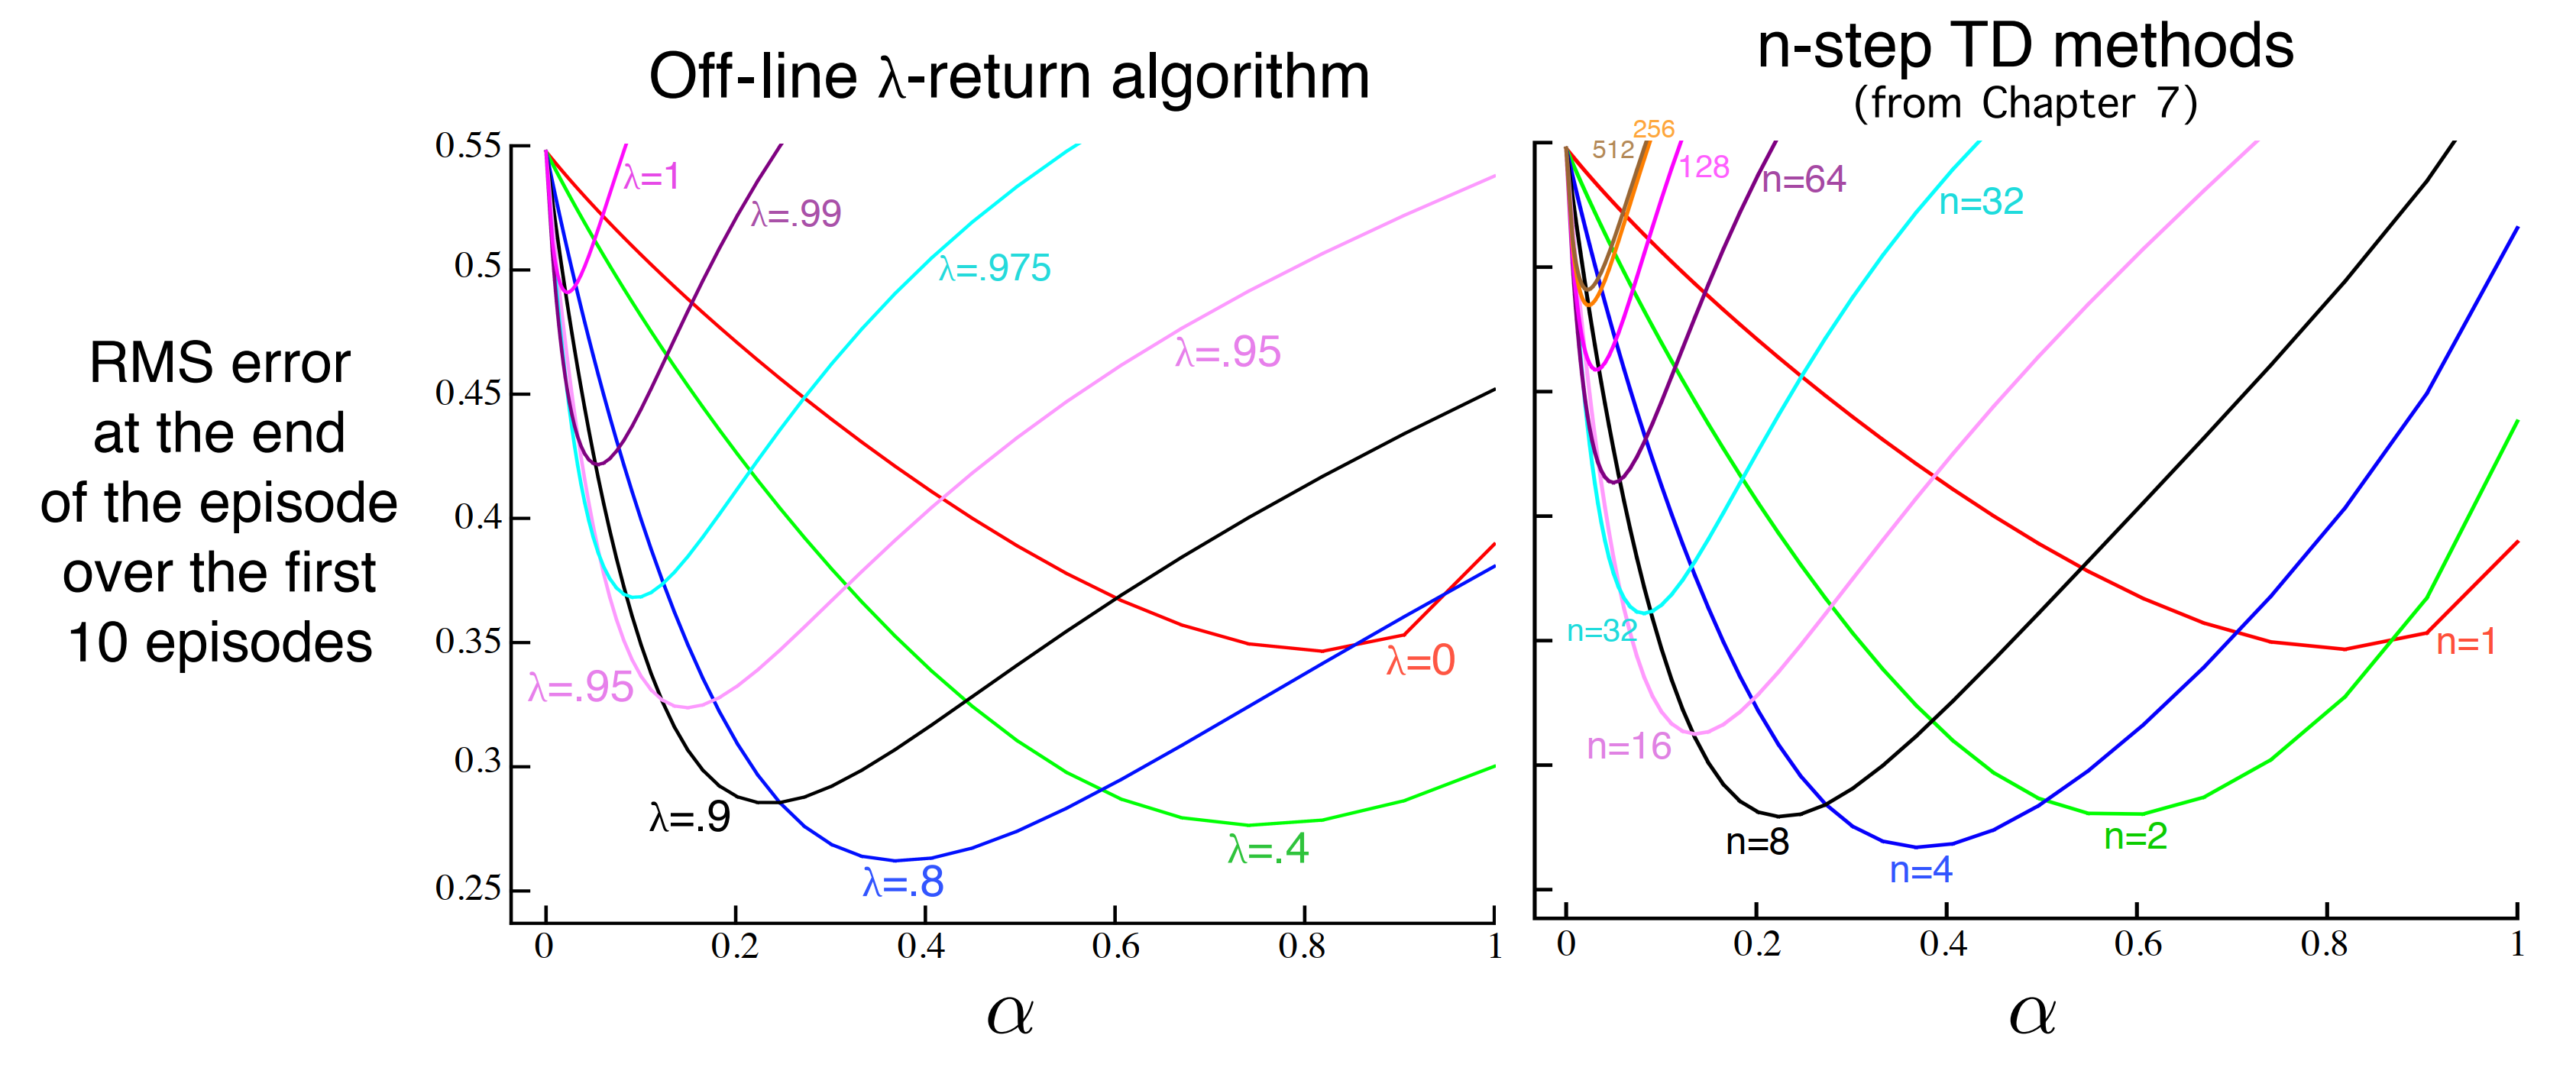 Off-line λ-return algorithm
n-step TD methods
(from Chapter 7)
RMS error
at the end
of the episode
over the first
10 episodes
0.55
0.5
0.45
0.4
0.35
0.3
0.25
λ=1
λ=.99
λ=.975
λ=.95
λ=.95
λ=0
λ=.9
λ=.4
λ=.8
0
0.2
0.4
0.6
0.8
1
α
256
512
128
n=64
n=32
n=32
n=1
n=16
n=8
n=2
n=4
0
0.2
0.4
0.6
0.8
1
α